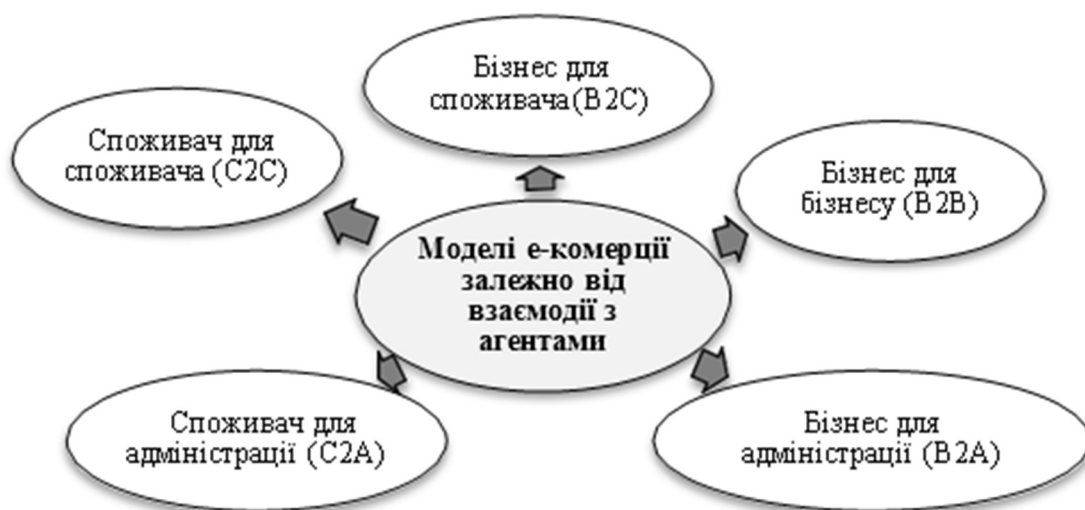 Бізнес для
споживача(B2C)
Споживач для
споживача (C2C)
Бізнес для
бізнесу (B2B)
Моделі е-комерції
залежно від
взаємодії з
агентами
Споживач для
адміністрації (C2A)
Бізнес для
адміністрації (B2A)